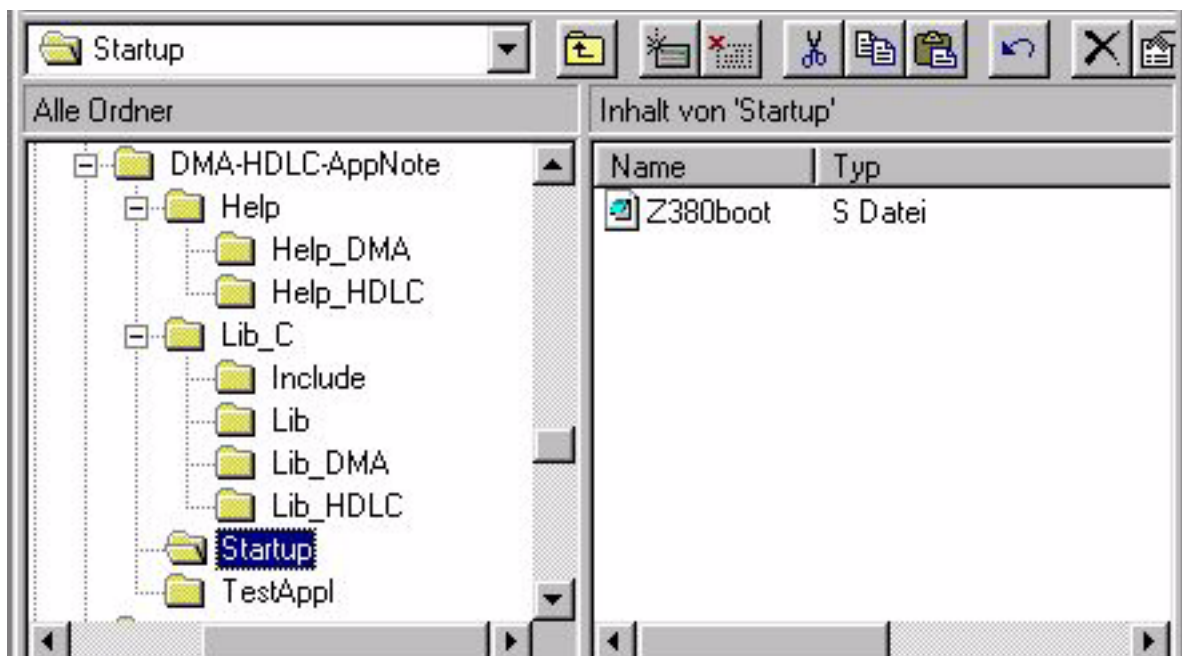 Startup
Alle Ordner
Inhalt von 'Startup'
DMA-HDLC-AppNote
Help
Help_DMA
Help_HDLC
Lib_C
Include
Lib
Lib_DMA
Lib_HDLC
Startup
TestAppl
Name Typ
Z380boot S Datei